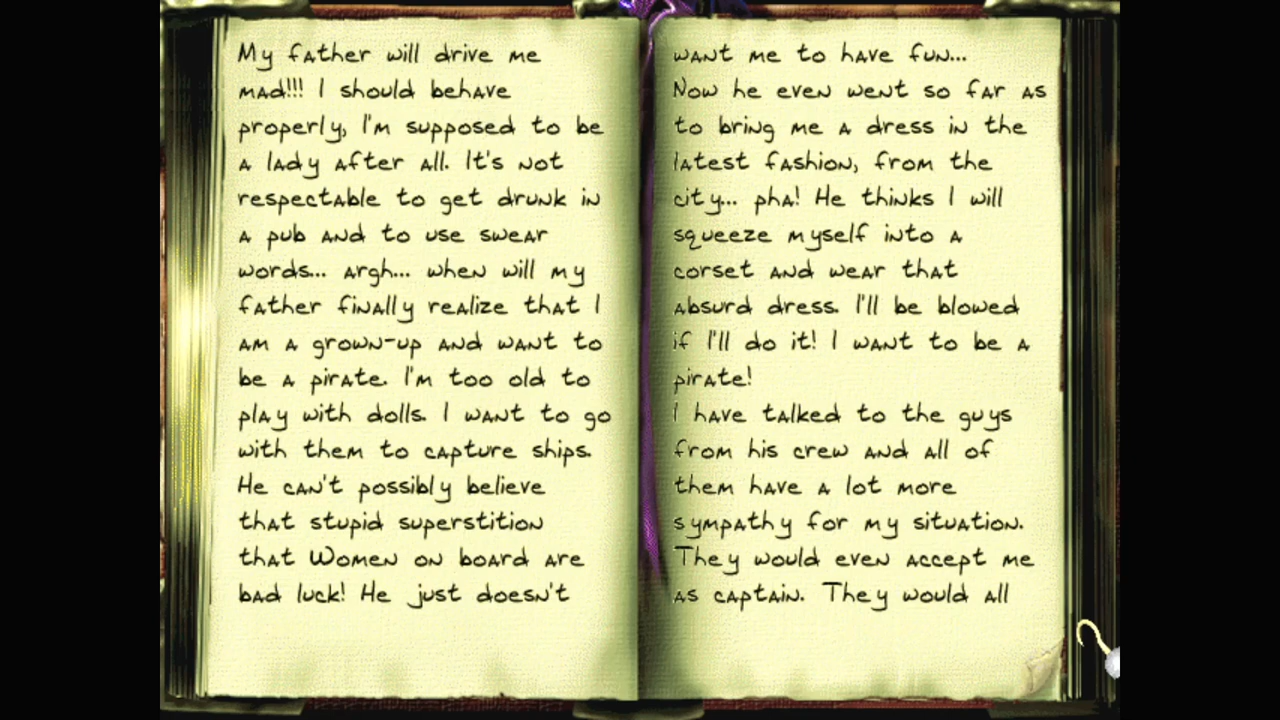 My father will drive me
mad!!! I should behave
properly, I'm supposed to be
a lady after all. It's not
respectable to get drunk in
a pub and to use swear
words... argh... when will my
father finally realize that I
am a grown-up and want to
be a pirate. I'm too old to
play with dolls. I want to go
with them to capture ships.
He can't possibly believe
that stupid superstition
that Women on board are
bad luck! He just doesn't
want me to have fun...
Now he even went so far as
to bring me a dress in the
latest fashion, from the
city... pha! He thinks I will
squeeze myself into a
corset and wear that
absurd dress. I'll be blowed
if I'll do it! I want to be a
pirate!
I have talked to the guys
from his crew and all of
them have a lot more
sympathy for my situation.
They would even accept me
as captain. They would all